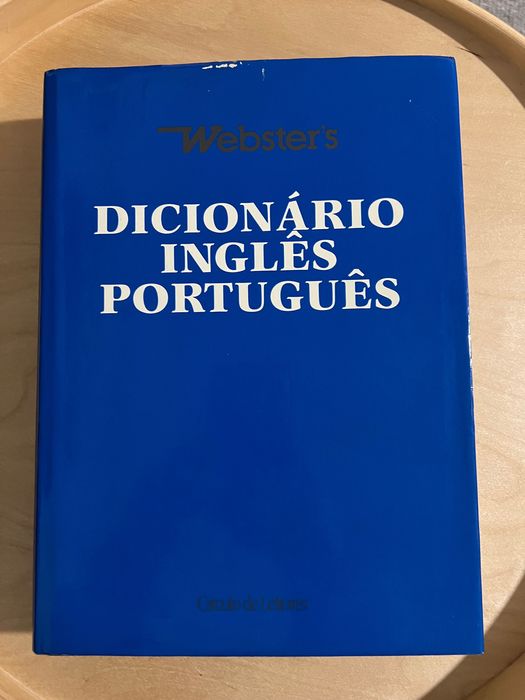 Webster's
DICIONÁRIO
INGLÊS
PORTUGUÊS
Círculo de Leitores